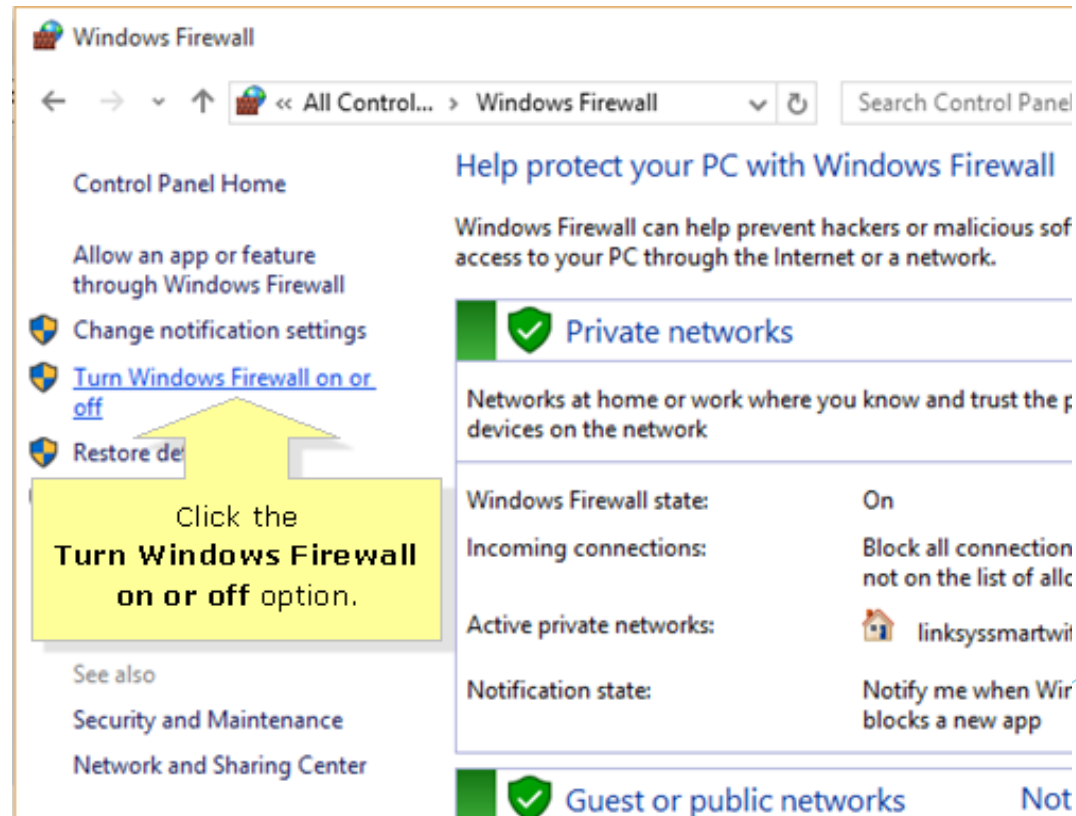 Windows Firewall
« All Control... › Windows Firewall
Search Control Panel
Control Panel Home
Allow an app or feature
through Windows Firewall
Change notification settings
Turn Windows Firewall on or
off
Restore de
Click the
Turn Windows Firewall
on or off option.
See also
Security and Maintenance
Network and Sharing Center
Help protect your PC with Windows Firewall
Windows Firewall can help prevent hackers or malicious sof
access to your PC through the Internet or a network.
Private networks
Networks at home or work where you know and trust the p
devices on the network
Windows Firewall state: On
Incoming connections: Block all connection
not on the list of allo
Active private networks: linksyssmartwif
Notification state: Notify me when Win
blocks a new app
Guest or public networks Not